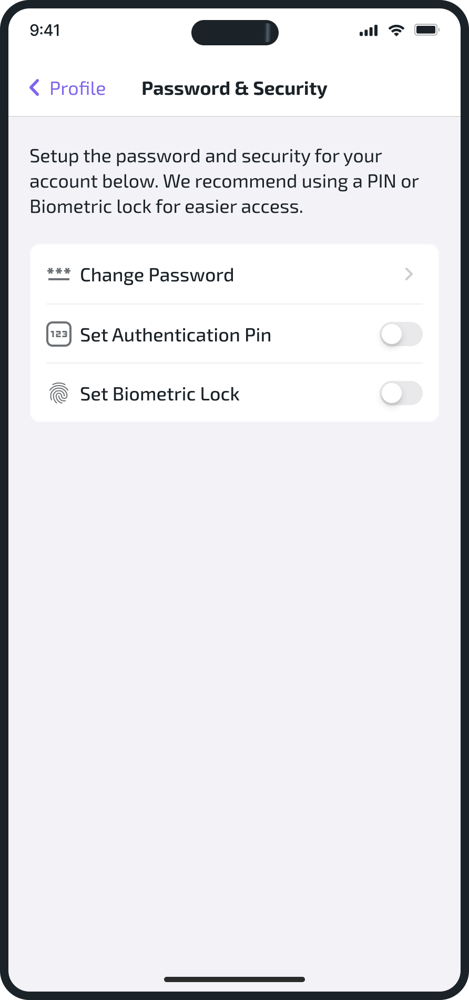 9:41
Profile
Password & Security
Setup the password and security for your
account below. We recommend using a PIN or
Biometric lock for easier access.
*** Change Password
123 Set Authentication Pin
Set Biometric Lock